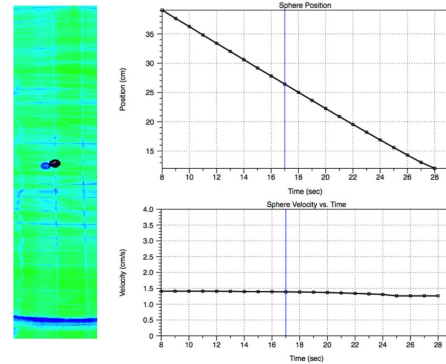 Sphere Position
Position (cm)
35
30
25
20
15
8 10 12 14 16 18 20 22 24 26 28
Time (sec)
Sphere Velocity vs. Time
Velocity (cm/s)
4.0
3.5
3.0
2.5
2.0
1.5
1.0
0.5
0
8 10 12 14 16 18 20 22 24 26 28
Time (sec)